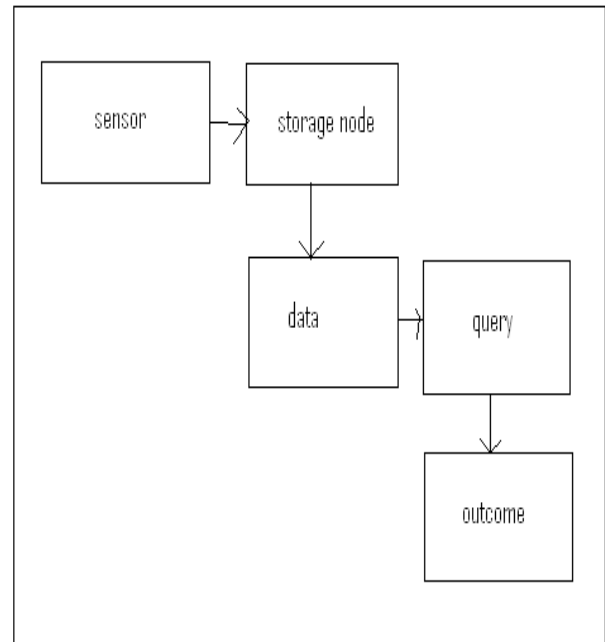 sensor
storage node
data
query
outcome